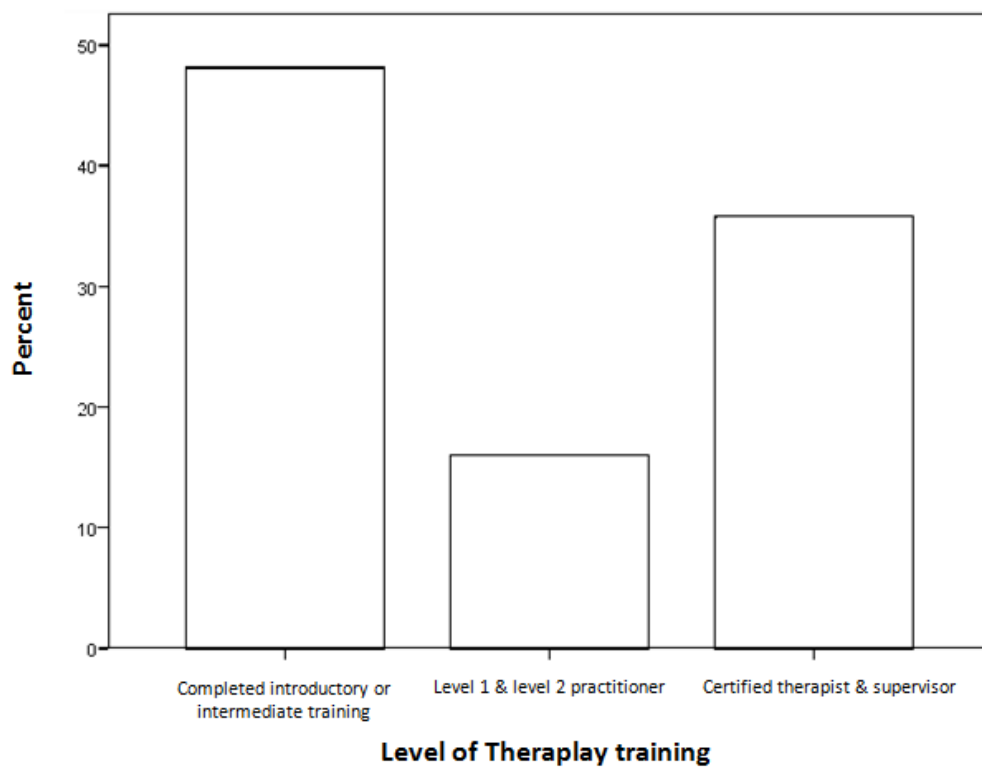 50
40
30
20
10
0
Percent
Completed introductory or
intermediate training
Level 1 & level 2 practitioner
Certified therapist & supervisor
Level of Theraplay training